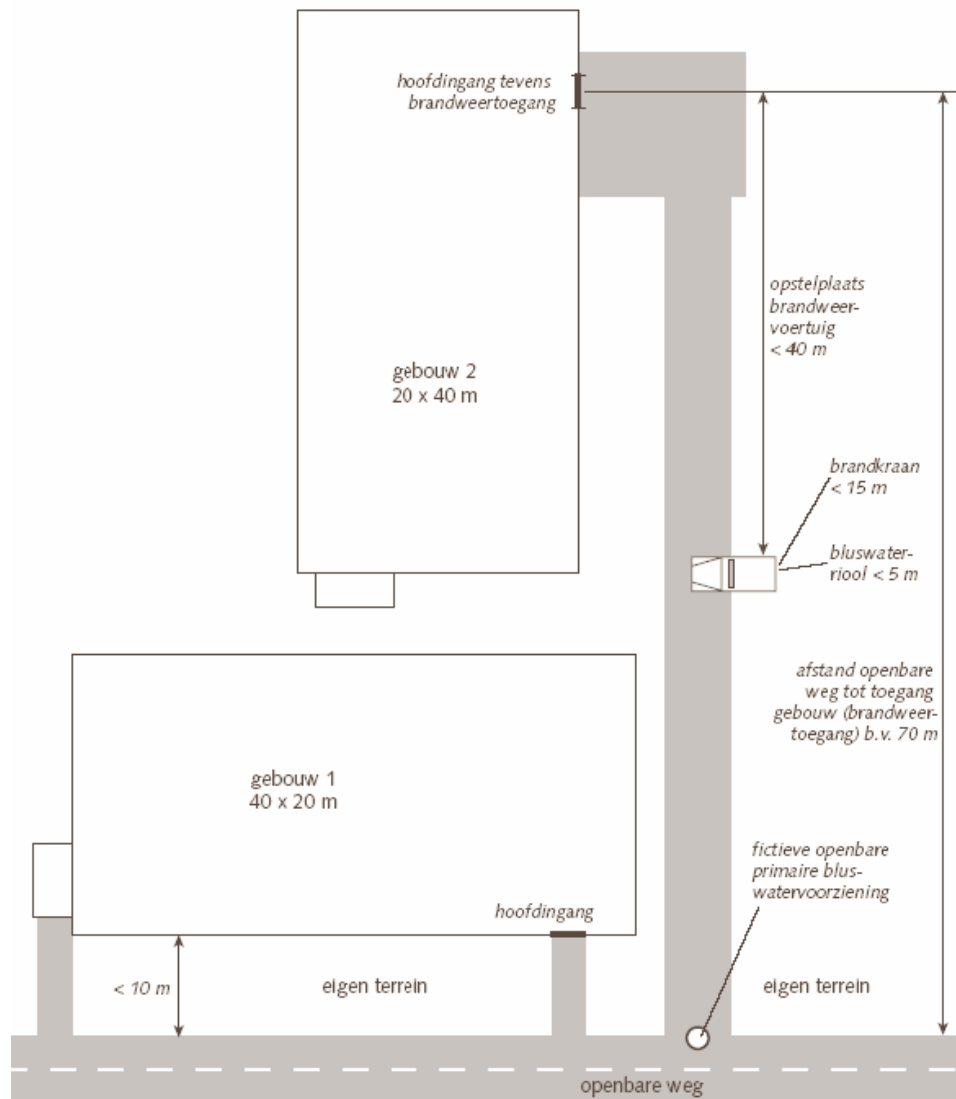 hoofdingang tevens
brandweertoegang
opstelplaats
brandweer-
voertuig
< 40 m
gebouw 2
20 x 40 m
brandkraan
< 15 m
bluswater-
riool < 5 m
afstand openbare
weg tot toegang
gebouw (brandweer-
toegang) b.v. 70 m
gebouw 1
40 x 20 m
fictieve openbare
primaire blus-
watervoorziening
hoofdingang
< 10 m
eigen terrein
eigen terrein
openbare weg